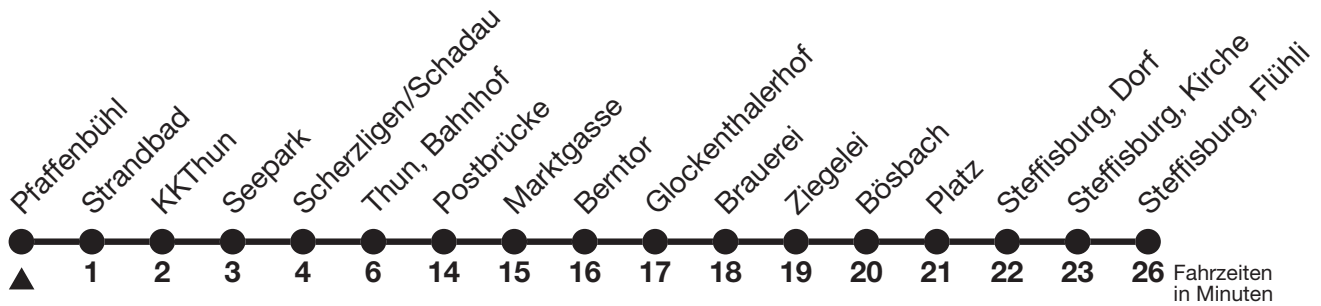 Pfaffenbühl
Strandbad
KKThun
Seepark
Scherzligen/Schadau
Thun, Bahnhof
Postbrücke
Marktgasse
Berntor
Glockenthalerhof
Brauerei
Ziegelei
Bösbach
Platz
Steffisburg, Dorf
Steffisburg, Kirche
Steffisburg, Flühli
1 2 3 4 6 14 15 16 17 18 19 20 21 22 23 26 Fahrzeiten
in Minuten